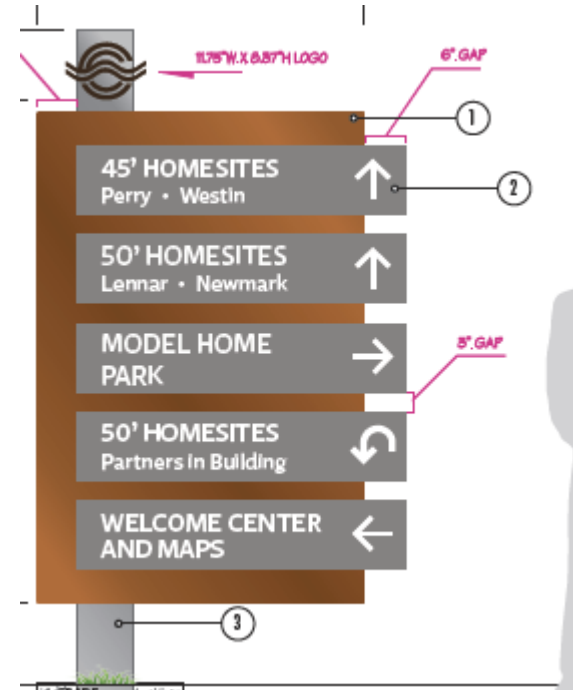 11.75"W. X 8.87"H LOGO
6". GAP
1
45' HOMESITES
Perry • Westin
2
50' HOMESITES
Lennar • Newmark
MODEL HOME
PARK
3". GAP
50' HOMESITES
Partners in Building
WELCOME CENTER
AND MAPS
3